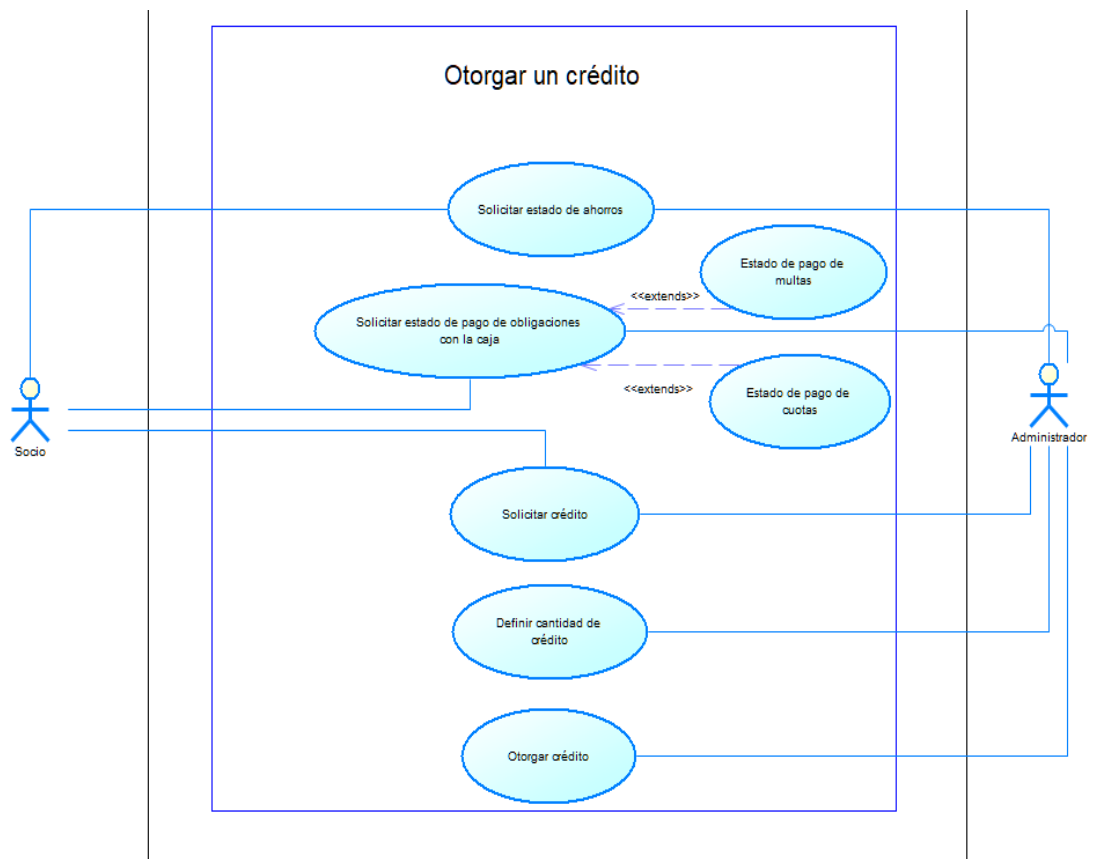 Otorgar un crédito
Solicitar estado de ahorros
Estado de pago de
multas
<<extends>>
Solicitar estado de pago de obligaciones
con la caja
<<extends>>
Estado de pago de
cuotas
Socio
Administrador
Solicitar crédito
Definir cantidad de
crédito
Otorgar crédito